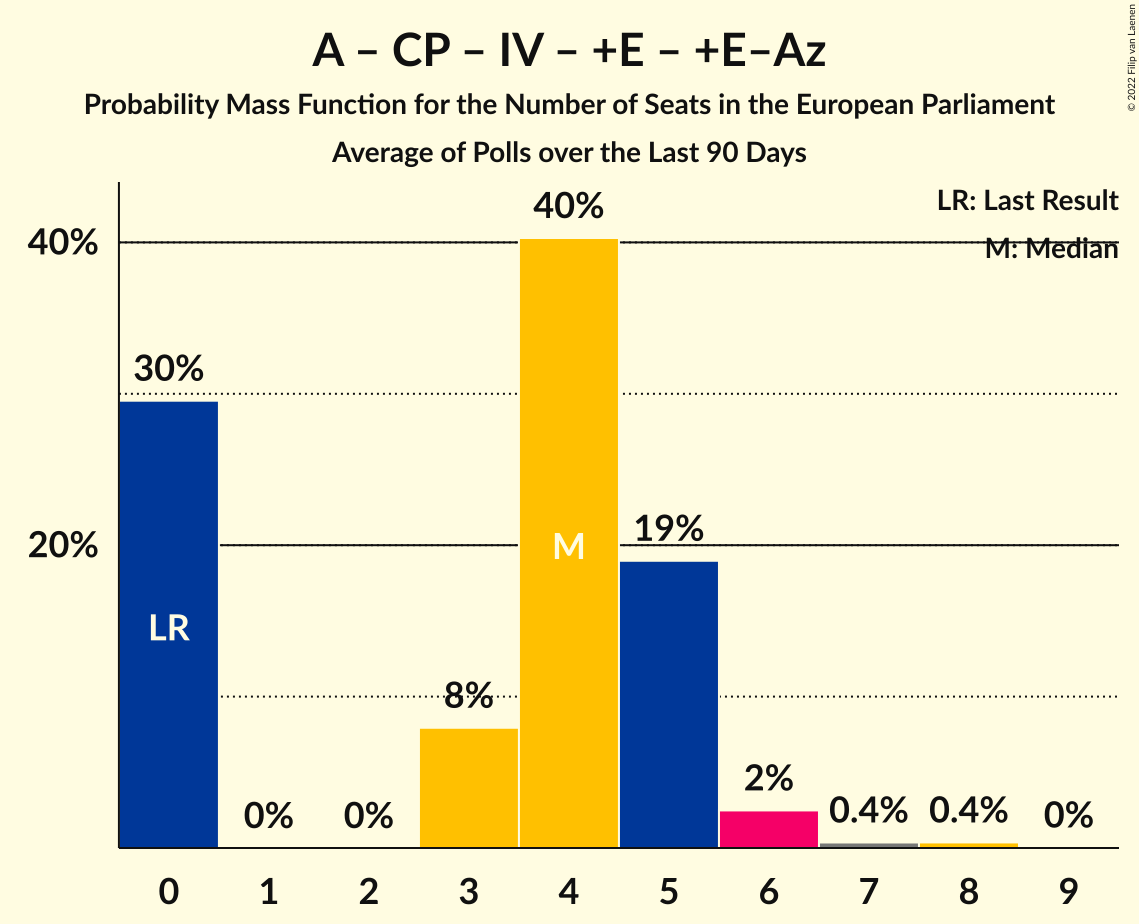 A – CP – IV – +E – +E–Az
Probability Mass Function for the Number of Seats in the European Parliament
Average of Polls over the Last 90 Days
© 2022 Filip van Laenen
LR: Last Result
M: Median
40%
20%
30%
0%
0%
8%
40%
19%
2%
0.4%
0.4%
0%
LR
M
0 1 2 3 4 5 6 7 8 9